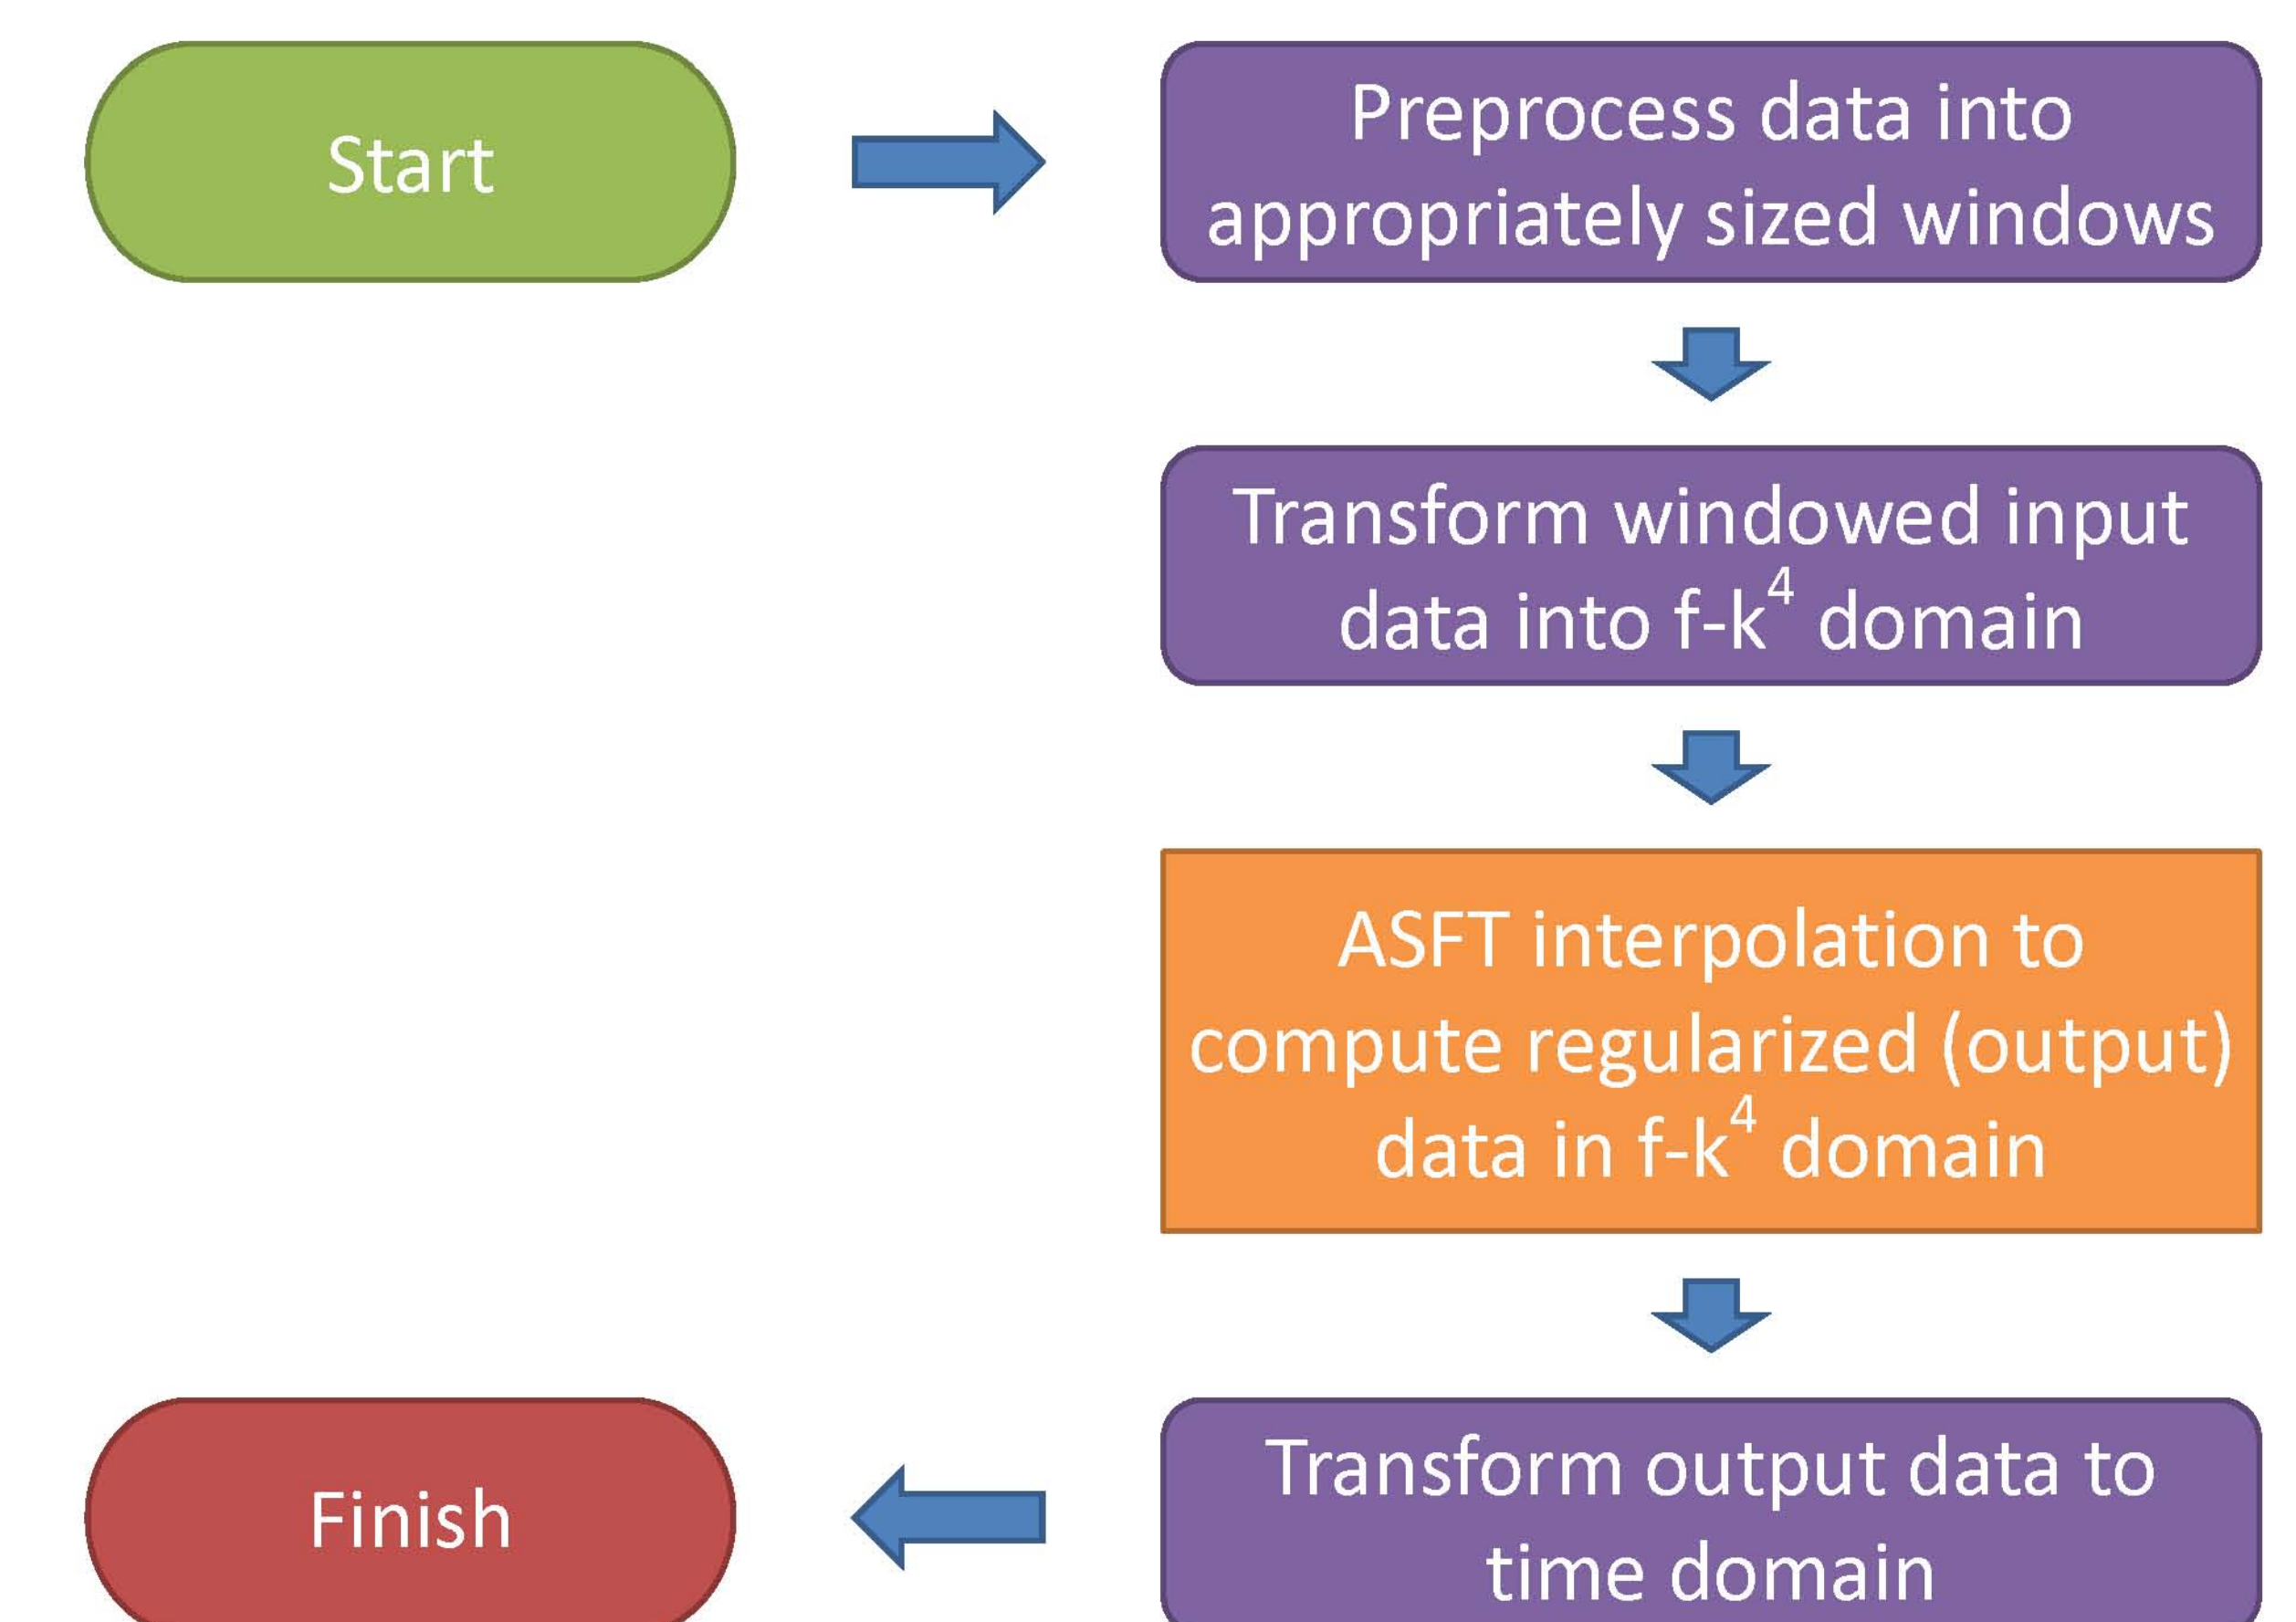 Start
Preprocess data into
appropriately sized windows
Transform windowed input
data into f-k⁴ domain
ASFT interpolation to
compute regularized (output)
data in f-k⁴ domain
Transform output data to
time domain
Finish